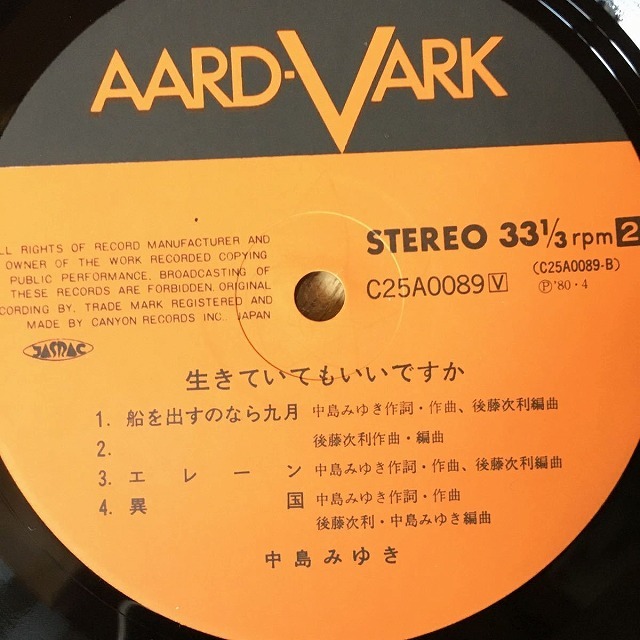 AARD-VARK
ALL RIGHTS OF RECORD MANUFACTURER AND
OWNER OF THE WORK RECORDED COPYING
PUBLIC PERFORMANCE. BROADCASTING OF
THESE RECORDS ARE FORBIDDEN. ORIGINAL
RECORDING BY. TRADE MARK REGISTERED AND
MADE BY CANYON RECORDS INC. JAPAN
JASRAC
STEREO 33⅓ rpm 2
C25A0089 V (C25A0089-B)
Ⓟ'80・4
生きていてもいいですか
1. 船を出すのなら九月 中島みゆき作詞・作曲、後藤次利編曲
2. 後藤次利作曲・編曲
3. エレーン 中島みゆき作詞・作曲、後藤次利編曲
4. 異国 中島みゆき作詞・作曲
後藤次利・中島みゆき編曲
中島みゆき